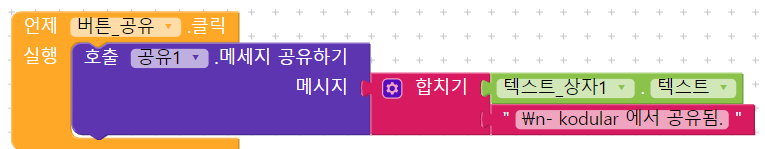 언제 버튼_공유 .클릭
실행 호출 공유1 .메세지 공유하기
메시지 합치기 텍스트_상자1 . 텍스트
" ₩n- kodular 에서 공유됨. "